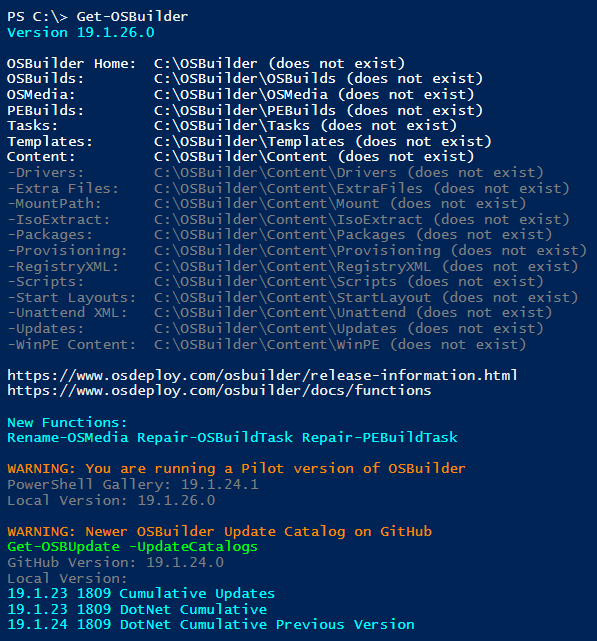 PS C:\> Get-OSBuilder
Version 19.1.26.0
OSBuilder Home: C:\OSBuilder (does not exist)
OSBuilds: C:\OSBuilder\OSBuilds (does not exist)
OSMedia: C:\OSBuilder\OSMedia (does not exist)
PEBuilds: C:\OSBuilder\PEBuilds (does not exist)
Tasks: C:\OSBuilder\Tasks (does not exist)
Templates: C:\OSBuilder\Templates (does not exist)
Content: C:\OSBuilder\Content (does not exist)
-Drivers: C:\OSBuilder\Content\Drivers (does not exist)
-Extra Files: C:\OSBuilder\Content\ExtraFiles (does not exist)
-MountPath: C:\OSBuilder\Content\Mount (does not exist)
-IsoExtract: C:\OSBuilder\Content\IsoExtract (does not exist)
-Packages: C:\OSBuilder\Content\Packages (does not exist)
-Provisioning: C:\OSBuilder\Content\Provisioning (does not exist)
-RegistryXML: C:\OSBuilder\Content\RegistryXML (does not exist)
-Scripts: C:\OSBuilder\Content\Scripts (does not exist)
-Start Layouts: C:\OSBuilder\Content\StartLayout (does not exist)
-Unattend XML: C:\OSBuilder\Content\Unattend (does not exist)
-Updates: C:\OSBuilder\Content\Updates (does not exist)
-WinPE Content: C:\OSBuilder\Content\WinPE (does not exist)
https://www.osdeploy.com/osbuilder/release-information.html
https://www.osdeploy.com/osbuilder/docs/functions
New Functions:
Rename-OSMedia Repair-OSBuildTask Repair-PEBuildTask
WARNING: You are running a Pilot version of OSBuilder
PowerShell Gallery: 19.1.24.1
Local Version: 19.1.26.0
WARNING: Newer OSBuilder Update Catalog on GitHub
Get-OSBUpdate -UpdateCatalogs
GitHub Version: 19.1.24.0
Local Version:
19.1.23 1809 Cumulative Updates
19.1.23 1809 DotNet Cumulative
19.1.24 1809 DotNet Cumulative Previous Version